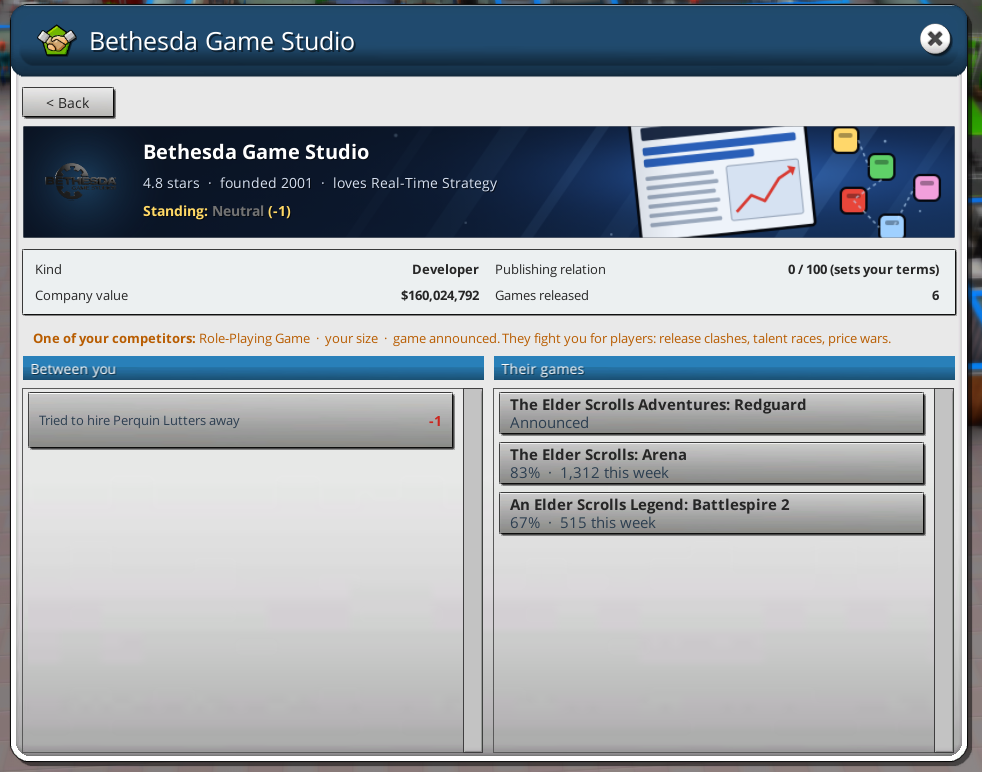 Bethesda Game Studio
< Back
BETHESDA
Bethesda Game Studio
4.8 stars · founded 2001 · loves Real-Time Strategy
Standing: Neutral (-1)
Kind Developer Publishing relation 0 / 100 (sets your terms)
Company value $160,024,792 Games released 6
One of your competitors: Role-Playing Game · your size · game announced. They fight you for players: release clashes, talent races, price wars.
Between you
Tried to hire Perquin Lutters away -1
Their games
The Elder Scrolls Adventures: Redguard
Announced
The Elder Scrolls: Arena
83% · 1,312 this week
An Elder Scrolls Legend: Battlespire 2
67% · 515 this week